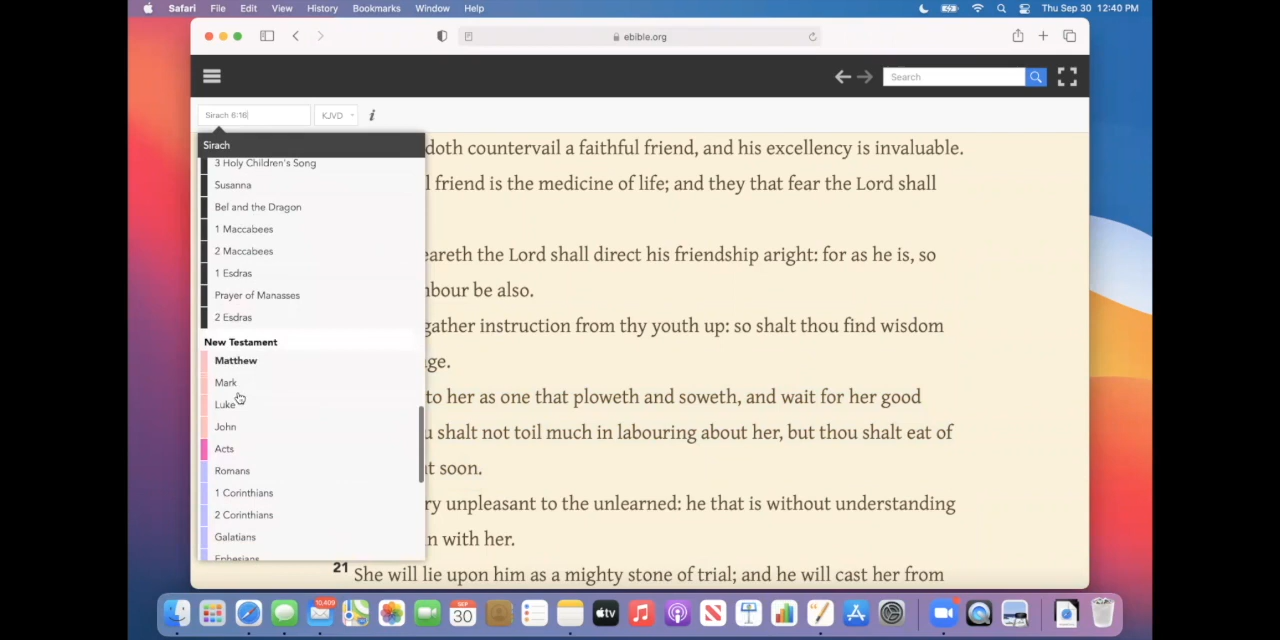 Safari File Edit View History Bookmarks Window Help
Thu Sep 30 12:40 PM
ebible.org
Search
Sirach 6:16
KJVD
i
Sirach
3 Holy Children's Song
Susanna
Bel and the Dragon
1 Maccabees
2 Maccabees
1 Esdras
Prayer of Manasses
2 Esdras
New Testament
Matthew
Mark
Luke
John
Acts
Romans
1 Corinthians
2 Corinthians
Galatians
Ephesians
doth countervail a faithful friend, and his excellency is invaluable.
friend is the medicine of life; and they that fear the Lord shall
eareth the Lord shall direct his friendship aright: for as he is, so
bour be also.
gather instruction from thy youth up: so shalt thou find wisdom
ge.
to her as one that ploweth and soweth, and wait for her good
u shalt not toil much in labouring about her, but thou shalt eat of
t soon.
ry unpleasant to the unlearned: he that is without understanding
n with her.
21 She will lie upon him as a mighty stone of trial; and he will cast her from
10,409
SEP
30
tv